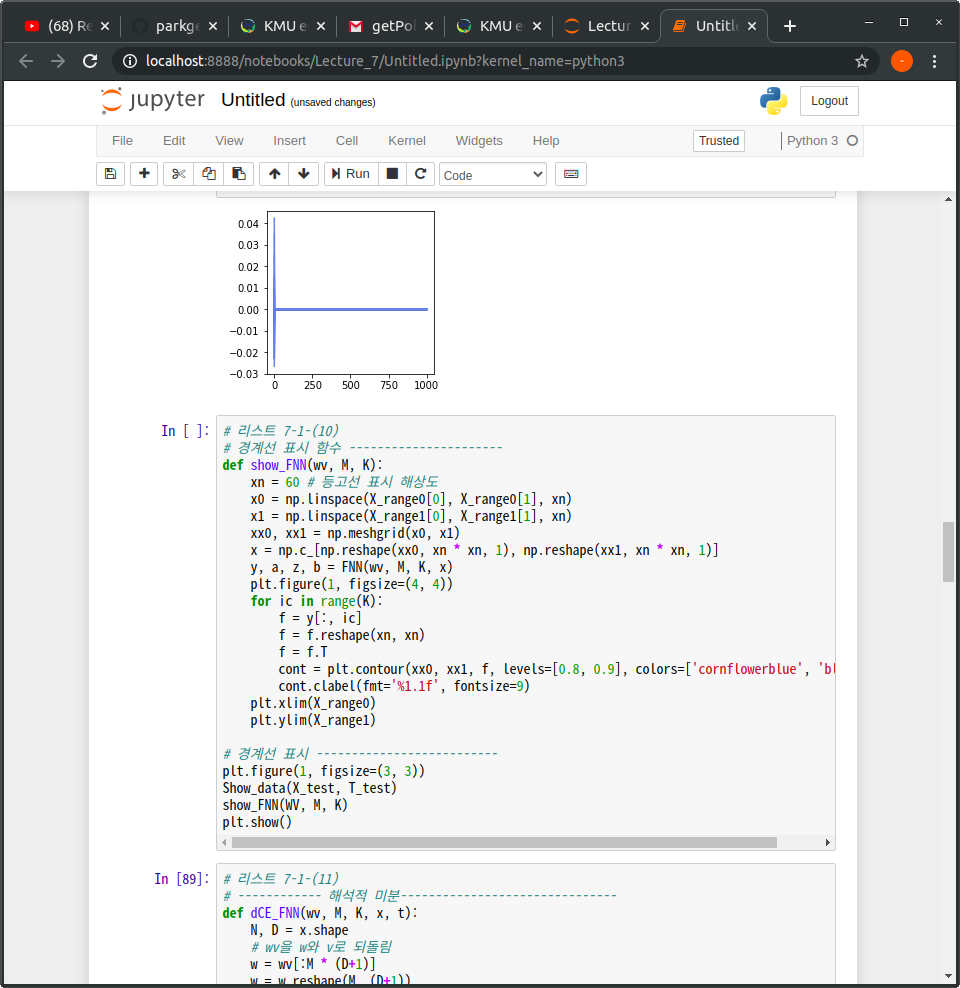 (68) Re
parkge
KMU e
getPol
KMU e
Lectur
Untitle
localhost:8888/notebooks/Lecture_7/Untitled.ipynb?kernel_name=python3
jupyter Untitled (unsaved changes)
Logout
File Edit View Insert Cell Kernel Widgets Help Trusted Python 3
Run Code
0.04
0.03
0.02
0.01
0.00
−0.01
−0.02
−0.03
0 250 500 750 1000
In [ ]:
# 리스트 7-1-(10)
# 경계선 표시 함수 ----------------------
def show_FNN(wv, M, K):
    xn = 60 # 등고선 표시 해상도
    x0 = np.linspace(X_range0[0], X_range0[1], xn)
    x1 = np.linspace(X_range1[0], X_range1[1], xn)
    xx0, xx1 = np.meshgrid(x0, x1)
    x = np.c_[np.reshape(xx0, xn * xn, 1), np.reshape(xx1, xn * xn, 1)]
    y, a, z, b = FNN(wv, M, K, x)
    plt.figure(1, figsize=(4, 4))
    for ic in range(K):
        f = y[:, ic]
        f = f.reshape(xn, xn)
        f = f.T
        cont = plt.contour(xx0, xx1, f, levels=[0.8, 0.9], colors=['cornflowerblue', 'bl
        cont.clabel(fmt='%1.1f', fontsize=9)
    plt.xlim(X_range0)
    plt.ylim(X_range1)
# 경계선 표시 --------------------------
plt.figure(1, figsize=(3, 3))
Show_data(X_test, T_test)
show_FNN(WV, M, K)
plt.show()
In [89]:
# 리스트 7-1-(11)
# ------------ 해석적 미분-------------------------------
def dCE_FNN(wv, M, K, x, t):
    N, D = x.shape
    # wv을 w와 v로 되돌림
    w = wv[:M * (D+1)]
    w = w.reshape(M, (D+1))